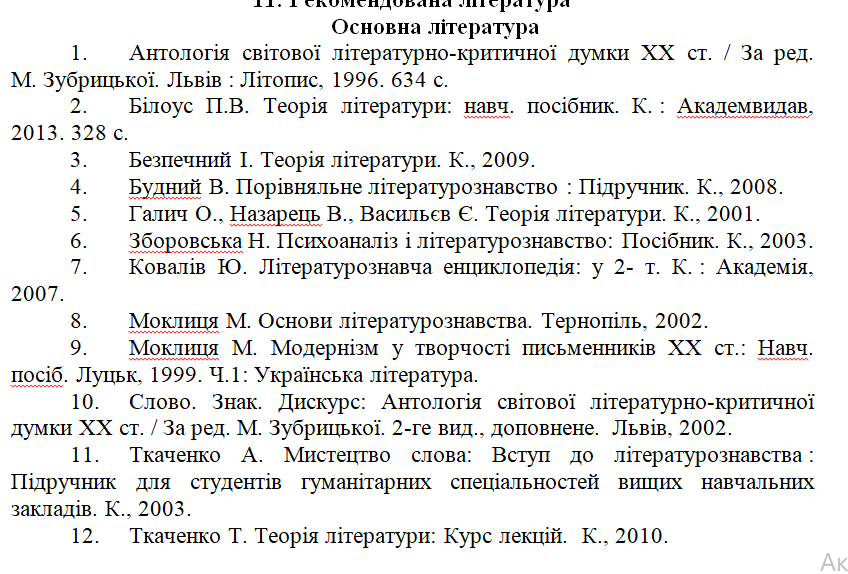 11. Рекомендована література
Основна література
1. Антологія світової літературно-критичної думки ХХ ст. / За ред.
М. Зубрицької. Львів : Літопис, 1996. 634 с.
2. Білоус П.В. Теорія літератури: навч. посібник. К. : Академвидав,
2013. 328 с.
3. Безпечний І. Теорія літератури. К., 2009.
4. Будний В. Порівняльне літературознавство : Підручник. К., 2008.
5. Галич О., Назарець В., Васильєв Є. Теорія літератури. К., 2001.
6. Зборовська Н. Психоаналіз і літературознавство: Посібник. К., 2003.
7. Ковалів Ю. Літературознавча енциклопедія: у 2- т. К. : Академія,
2007.
8. Моклиця М. Основи літературознавства. Тернопіль, 2002.
9. Моклиця М. Модернізм у творчості письменників ХХ ст.: Навч.
посіб. Луцьк, 1999. Ч.1: Українська література.
10. Слово. Знак. Дискурс: Антологія світової літературно-критичної
думки ХХ ст. / За ред. М. Зубрицької. 2-ге вид., доповнене. Львів, 2002.
11. Ткаченко А. Мистецтво слова: Вступ до літературознавства :
Підручник для студентів гуманітарних спеціальностей вищих навчальних
закладів. К., 2003.
12. Ткаченко Т. Теорія літератури: Курс лекцій. К., 2010.
Ак